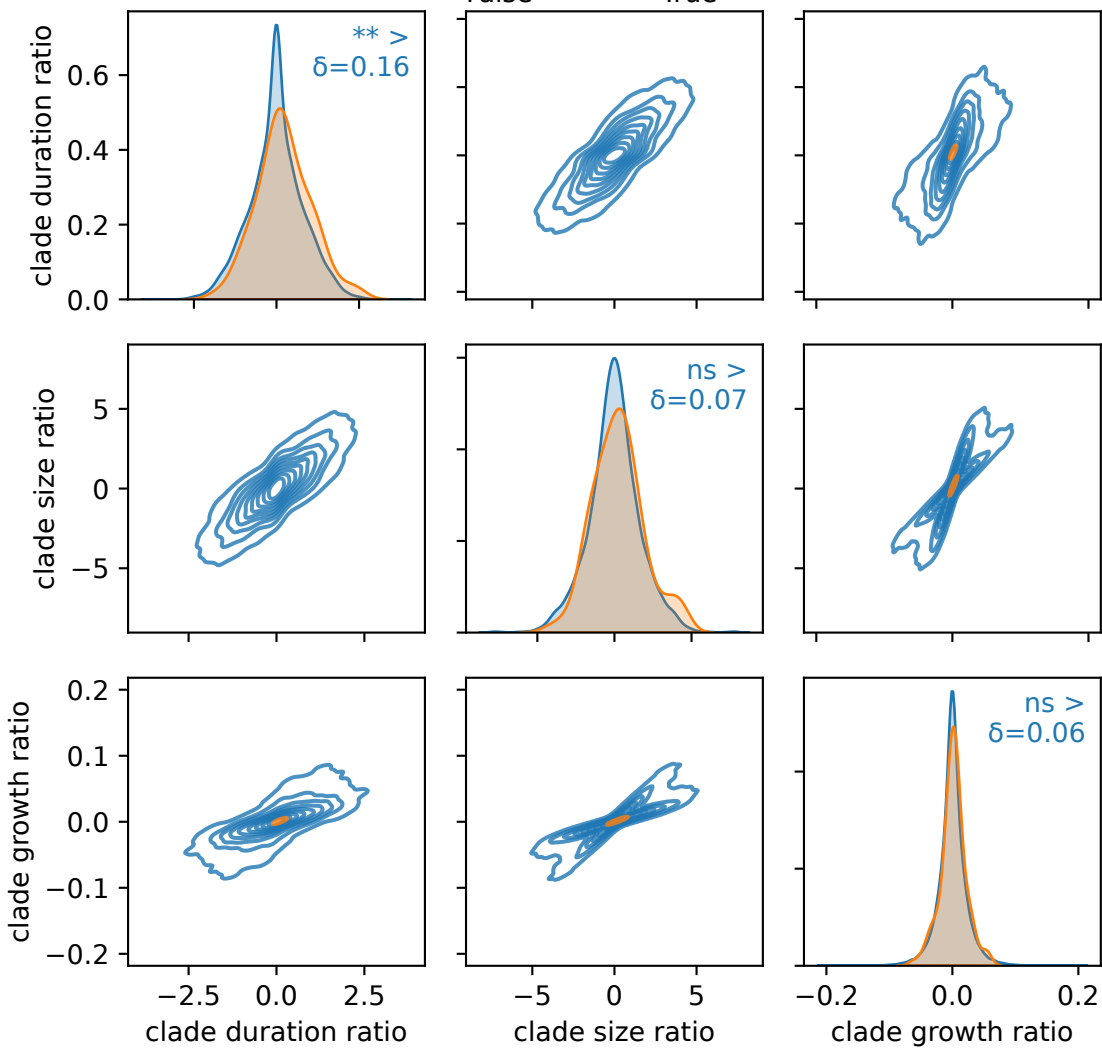 False True
clade duration ratio
0.6
0.4
0.2
0.0
** >
δ=0.16
clade size ratio
5
0
−5
ns >
δ=0.07
clade growth ratio
0.2
0.1
0.0
−0.1
−0.2
ns >
δ=0.06
−2.5 0.0 2.5
−5 0 5
−0.2 0.0 0.2
clade duration ratio
clade size ratio
clade growth ratio